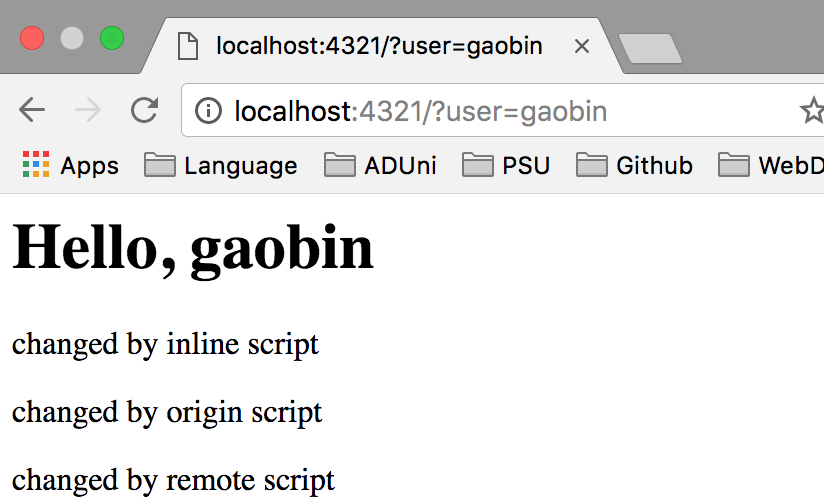 localhost:4321/?user=gaobin
localhost:4321/?user=gaobin
Apps Language ADUni PSU Github WebD
Hello, gaobin
changed by inline script
changed by origin script
changed by remote script